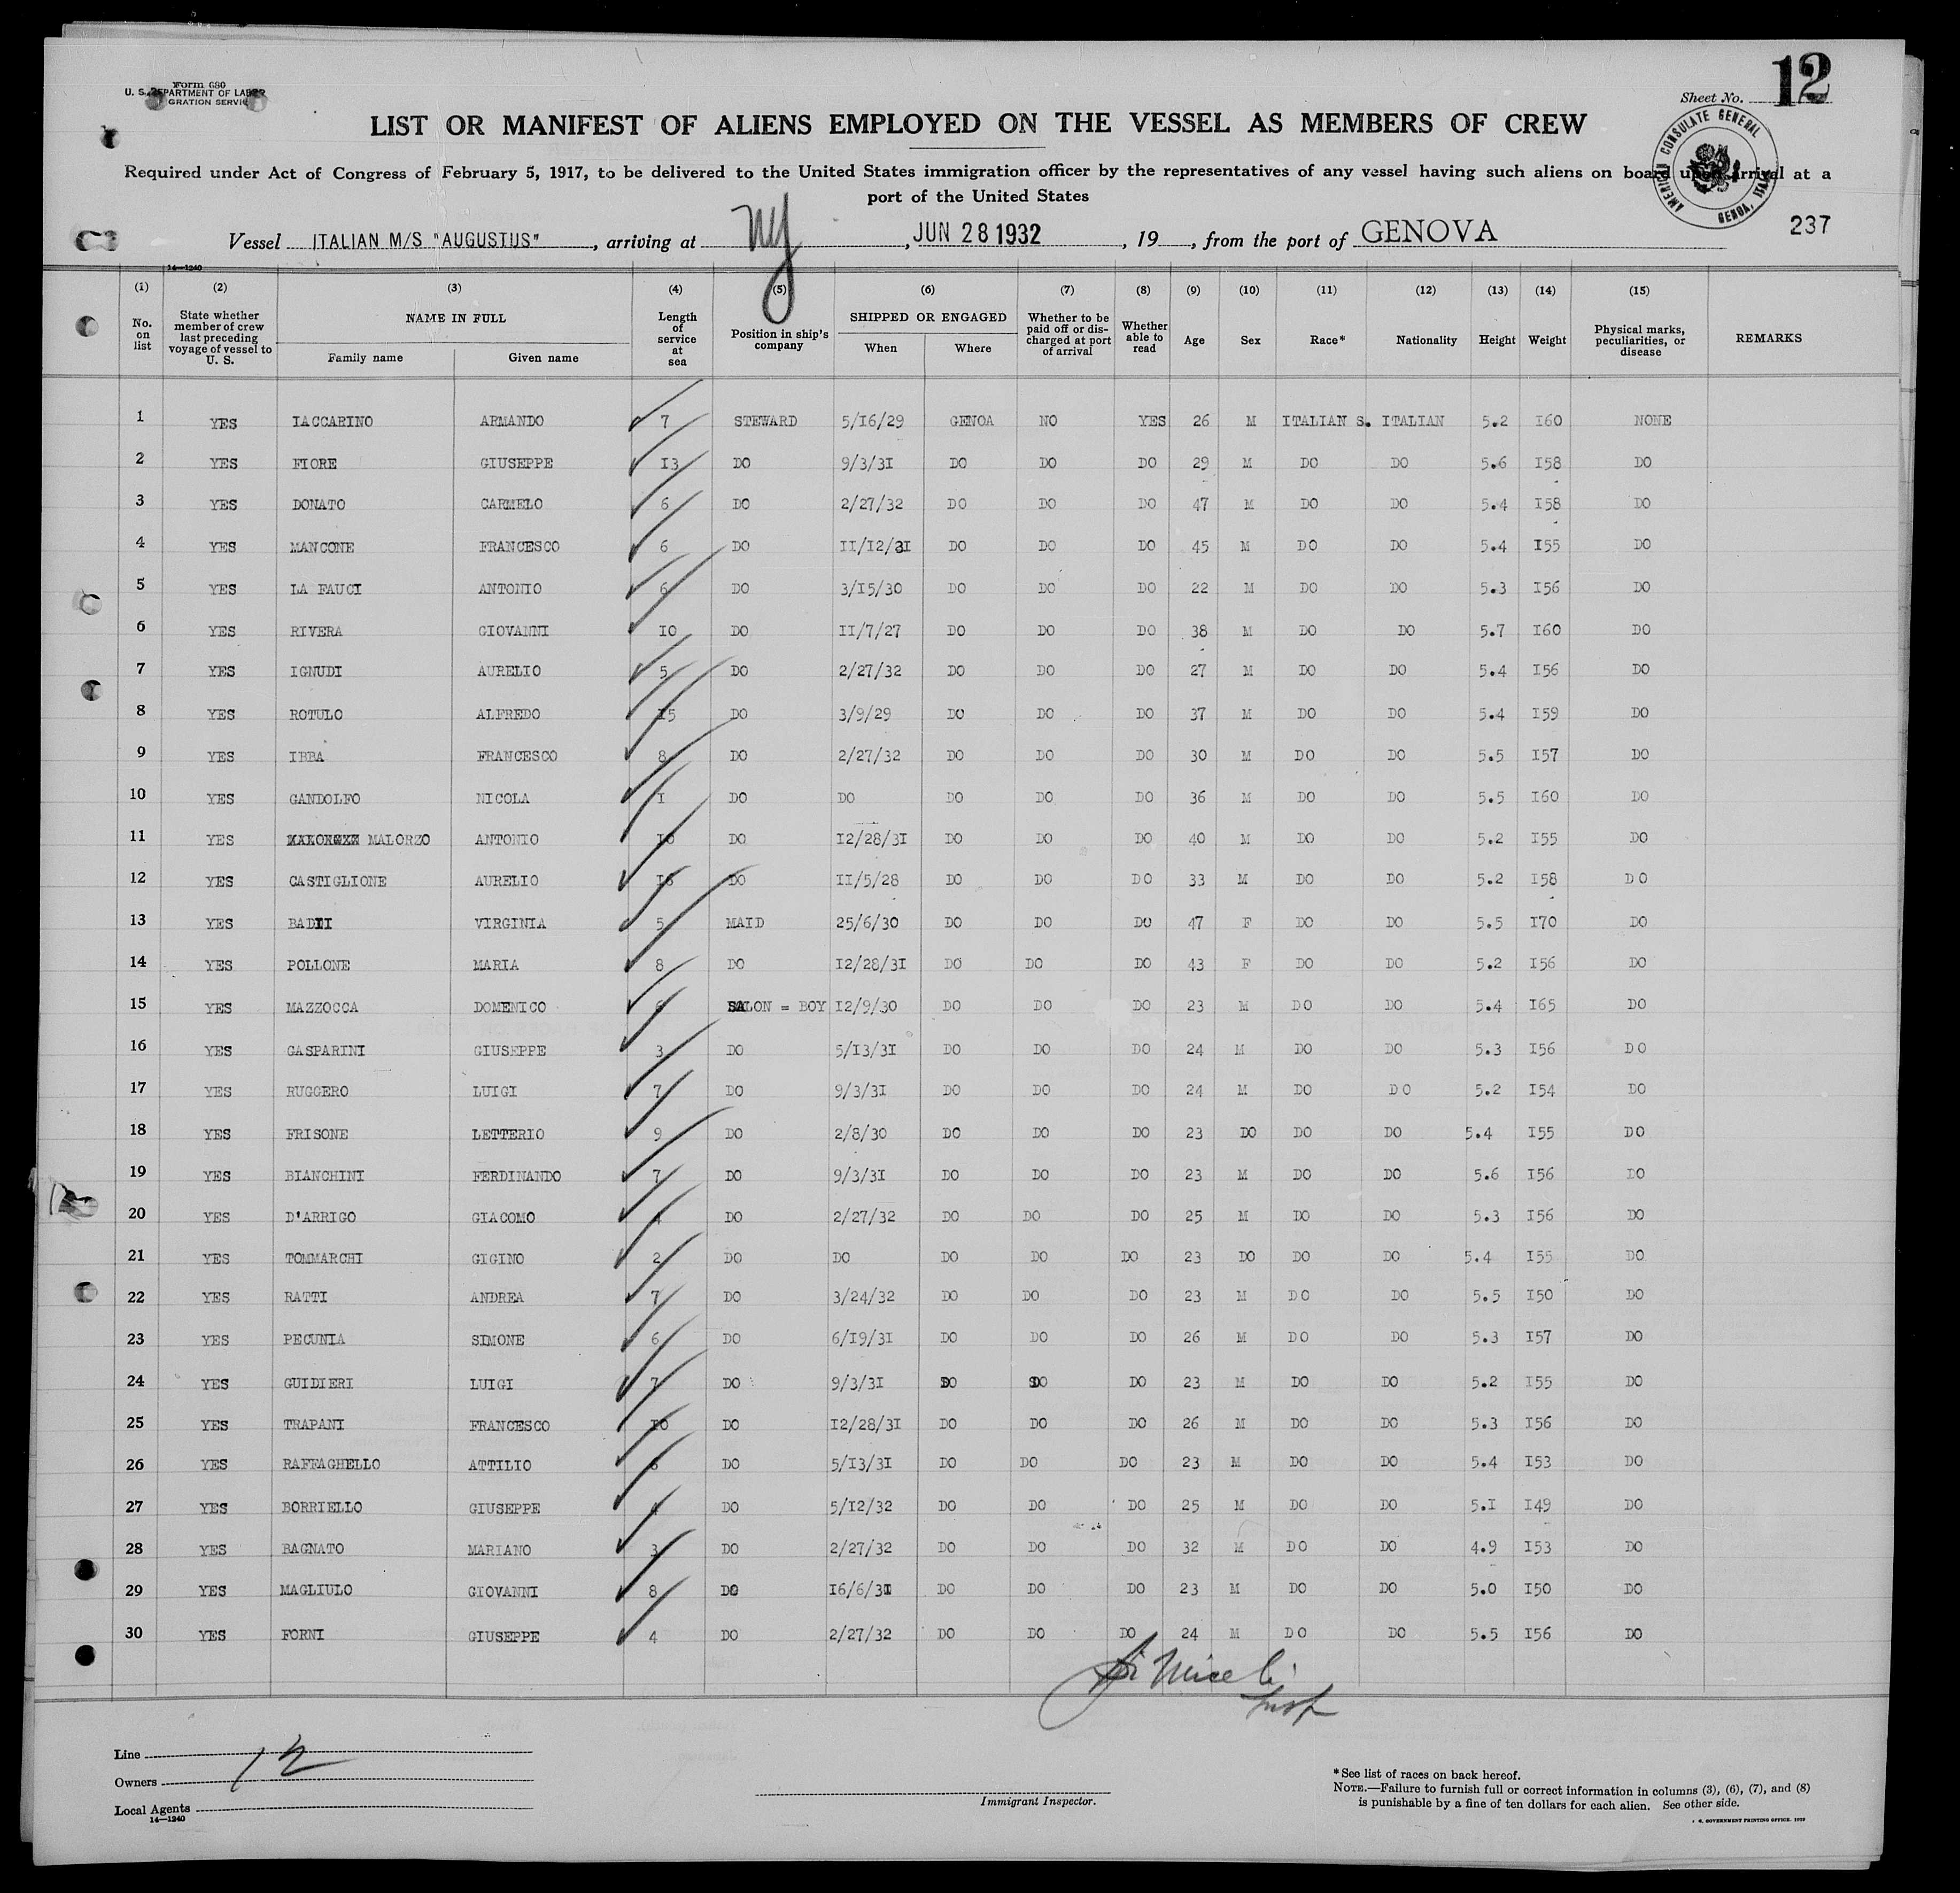 Form 680
U. S. DEPARTMENT OF LABOR
Sheet No. 12
LIST OR MANIFEST OF ALIENS EMPLOYED ON THE VESSEL AS MEMBERS OF CREW
AMERICAN CONSULATE GENERAL GENOA, ITALY
Required under Act of Congress of February 5, 1917, to be delivered to the United States immigration officer by the representatives of any vessel having such aliens on board upon arrival at a
port of the United States
237
Vessel ITALIAN M/S "AUGUSTUS", arriving at NY, JUN 28 1932, 19, from the port of GENOVA
14—1240
(1) (2) (3) (4) (5) (6) (7) (8) (9) (10) (11) (12) (13) (14) (15)
No. on list State whether member of crew last preceding voyage of vessel to U. S. NAME IN FULL Family name Given name Length of service at sea Position in ship's company SHIPPED OR ENGAGED When Where Whether to be paid off or discharged at port of arrival Whether able to read Age Sex Race* Nationality Height Weight Physical marks, peculiarities, or disease REMARKS
1 YES IACCARINO ARMANDO 7 STEWARD 5/16/29 GENOA NO YES 26 M ITALIAN S. ITALIAN 5.2 160 NONE
2 YES FIORE GIUSEPPE 13 DO 9/3/31 DO DO DO 29 M DO DO 5.6 158 DO
3 YES DONATO CARMELO 6 DO 2/27/32 DO DO DO 47 M DO DO 5.4 158 DO
4 YES MANCONE FRANCESCO 6 DO 11/12/31 DO DO DO 45 M DO DO 5.4 155 DO
5 YES LA FAUCI ANTONIO 6 DO 3/15/30 DO DO DO 22 M DO DO 5.3 156 DO
6 YES RIVERA GIOVANNI 10 DO 11/7/27 DO DO DO 38 M DO DO 5.7 160 DO
7 YES IGNUDI AURELIO 5 DO 2/27/32 DO DO DO 27 M DO DO 5.4 156 DO
8 YES ROTULO ALFREDO 15 DO 3/9/29 DO DO DO 37 M DO DO 5.4 159 DO
9 YES IBBA FRANCESCO 8 DO 2/27/32 DO DO DO 30 M DO DO 5.5 157 DO
10 YES GANDOLFO NICOLA 1 DO DO DO DO DO 36 M DO DO 5.5 160 DO
11 YES MALORZO ANTONIO 10 DO 12/28/31 DO DO DO 40 M DO DO 5.2 155 DO
12 YES CASTIGLIONE AURELIO 16 DO 11/5/28 DO DO DO 33 M DO DO 5.2 158 DO
13 YES VIRGINIA 5 MAID 25/6/30 DO DO DO 47 F DO DO 5.5 170 DO
14 YES POLLONE MARIA 8 DO 12/28/31 DO DO DO 43 F DO DO 5.2 156 DO
15 YES MAZZOCCA DOMENICO 6 SALON = BOY 12/9/30 DO DO DO 23 M DO DO 5.4 165 DO
16 YES GASPARINI GIUSEPPE 3 DO 5/13/31 DO DO DO 24 M DO DO 5.3 156 DO
17 YES RUGGERO LUIGI 7 DO 9/3/31 DO DO DO 24 M DO DO 5.2 154 DO
18 YES FRISONE LETTERIO 9 DO 2/8/30 DO DO DO 23 DO DO DO 5.4 155 DO
19 YES BIANCHINI FERDINANDO 7 DO 9/3/31 DO DO DO 23 M DO DO 5.6 156 DO
20 YES D'ARRIGO GIACOMO 4 DO 2/27/32 DO DO DO 25 M DO DO 5.3 156 DO
21 YES TOMMARCHI GIGINO 2 DO DO DO DO DO 23 DO DO DO 5.4 155 DO
22 YES RATTI ANDREA 7 DO 3/24/32 DO DO DO 23 M DO DO 5.5 150 DO
23 YES PECUNIA SIMONE 6 DO 6/19/31 DO DO DO 26 M DO DO 5.3 157 DO
24 YES GUIDIERI LUIGI 7 DO 9/3/31 DO DO DO 23 M DO DO 5.2 155 DO
25 YES TRAPANI FRANCESCO 10 DO 12/28/31 DO DO DO 26 M DO DO 5.3 156 DO
26 YES RAFFAGHELLO ATTILIO DO 5/13/31 DO DO DO 23 M DO DO 5.4 153 DO
27 YES BORRIELLO GIUSEPPE 4 DO 5/12/32 DO DO DO 25 M DO DO 5.1 149 DO
28 YES BAGNATO MARIANO 3 DO 2/27/32 DO DO DO 32 M DO DO 4.9 153 DO
29 YES MAGLIULO GIOVANNI 8 DO 16/6/31 DO DO DO 23 M DO DO 5.0 150 DO
30 YES FORNI GIUSEPPE 4 DO 2/27/32 DO DO DO 24 M DO DO 5.5 156 DO
Insp
Line
Owners 12
Local Agents
14—1240
Immigrant Inspector.
*See list of races on back hereof.
NOTE.—Failure to furnish full or correct information in columns (3), (6), (7), and (8)
is punishable by a fine of ten dollars for each alien. See other side.
GOVERNMENT PRINTING OFFICE